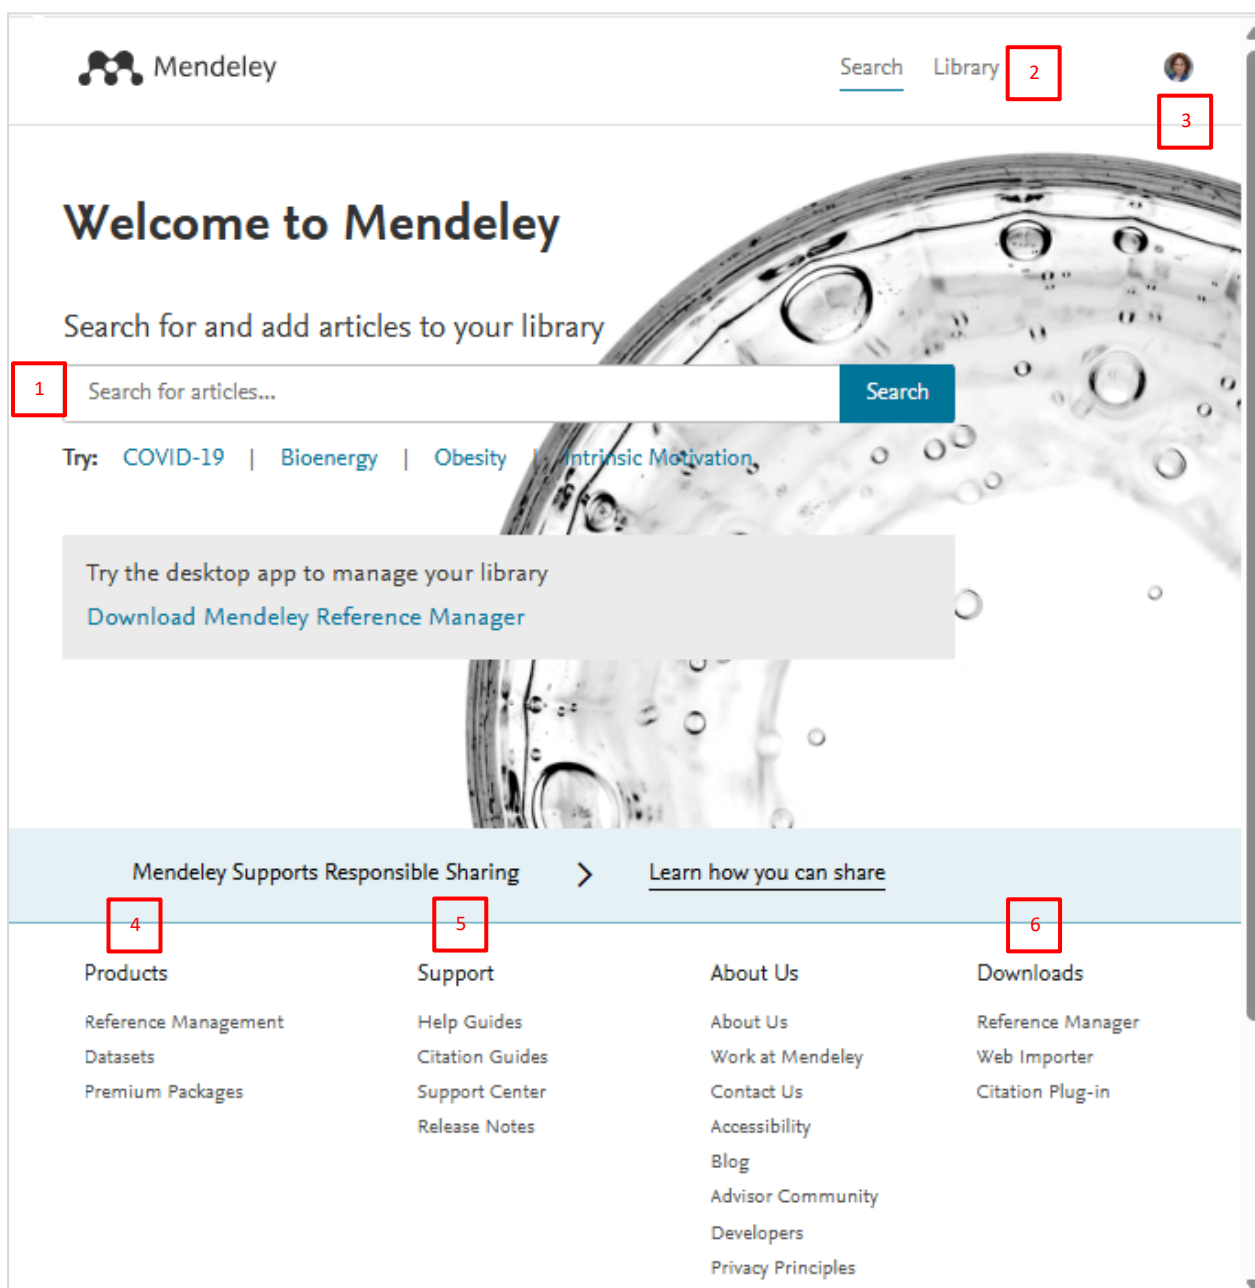 Mendeley
Search Library 2
3
Welcome to Mendeley
Search for and add articles to your library
1 Search for articles... Search
Try: COVID-19 | Bioenergy | Obesity | Intrinsic Motivation
Try the desktop app to manage your library
Download Mendeley Reference Manager
Mendeley Supports Responsible Sharing > Learn how you can share
4 5 6
Products
Reference Management
Datasets
Premium Packages
Support
Help Guides
Citation Guides
Support Center
Release Notes
About Us
About Us
Work at Mendeley
Contact Us
Accessibility
Blog
Advisor Community
Developers
Privacy Principles
Downloads
Reference Manager
Web Importer
Citation Plug-in